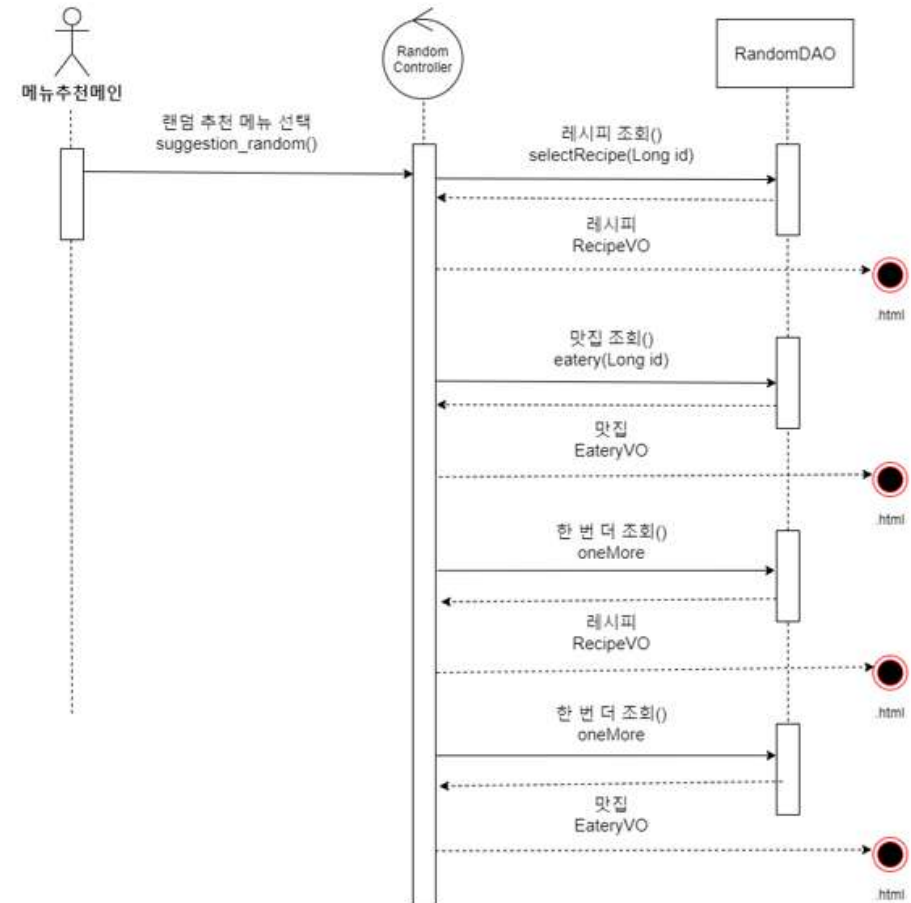 메뉴추천메인
Random
Controller
RandomDAO
랜덤 추천 메뉴 선택
suggestion_random()
레시피 조회()
selectRecipe(Long id)
레시피
RecipeVO
.html
맛집 조회()
eatery(Long id)
맛집
EateryVO
.html
한 번 더 조회()
oneMore
레시피
RecipeVO
.html
한 번 더 조회()
oneMore
맛집
EateryVO
.html